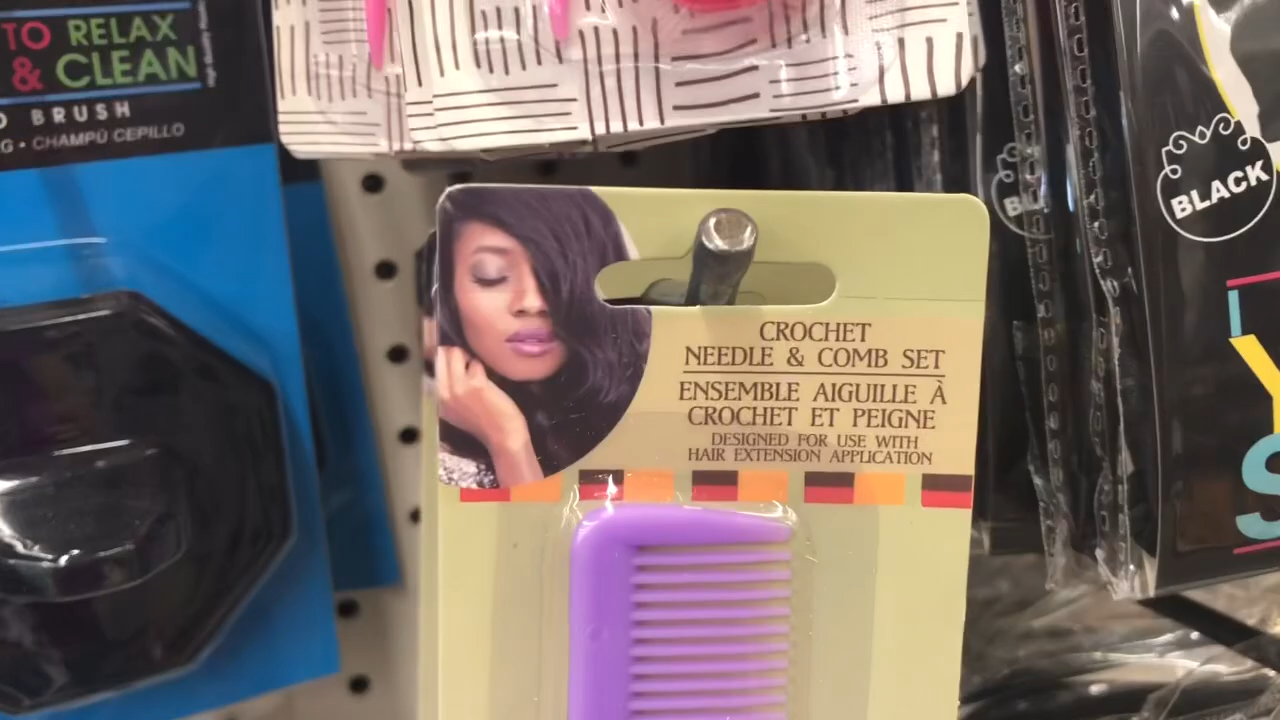 TO RELAX
& CLEAN
BRUSH
CHAMPÚ CEPILLO
CROCHET
NEEDLE & COMB SET
ENSEMBLE AIGUILLE À
CROCHET ET PEIGNE
DESIGNED FOR USE WITH
HAIR EXTENSION APPLICATION
BLACK